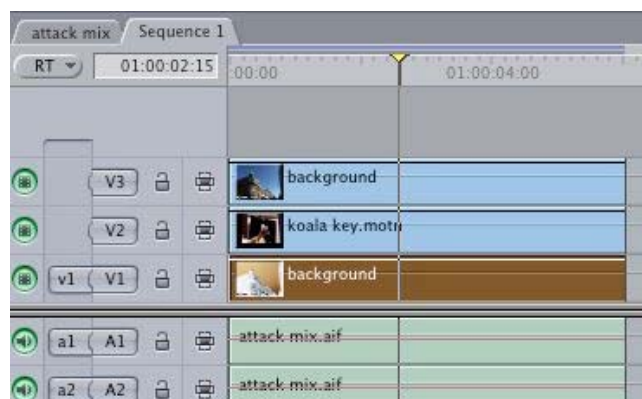 attack mix Sequence 1
RT 01:00:02:15 :00:00 01:00:04:00
V3 background
V2 koala key.motn
v1 V1 background
a1 A1 attack mix.aif
a2 A2 attack mix.aif